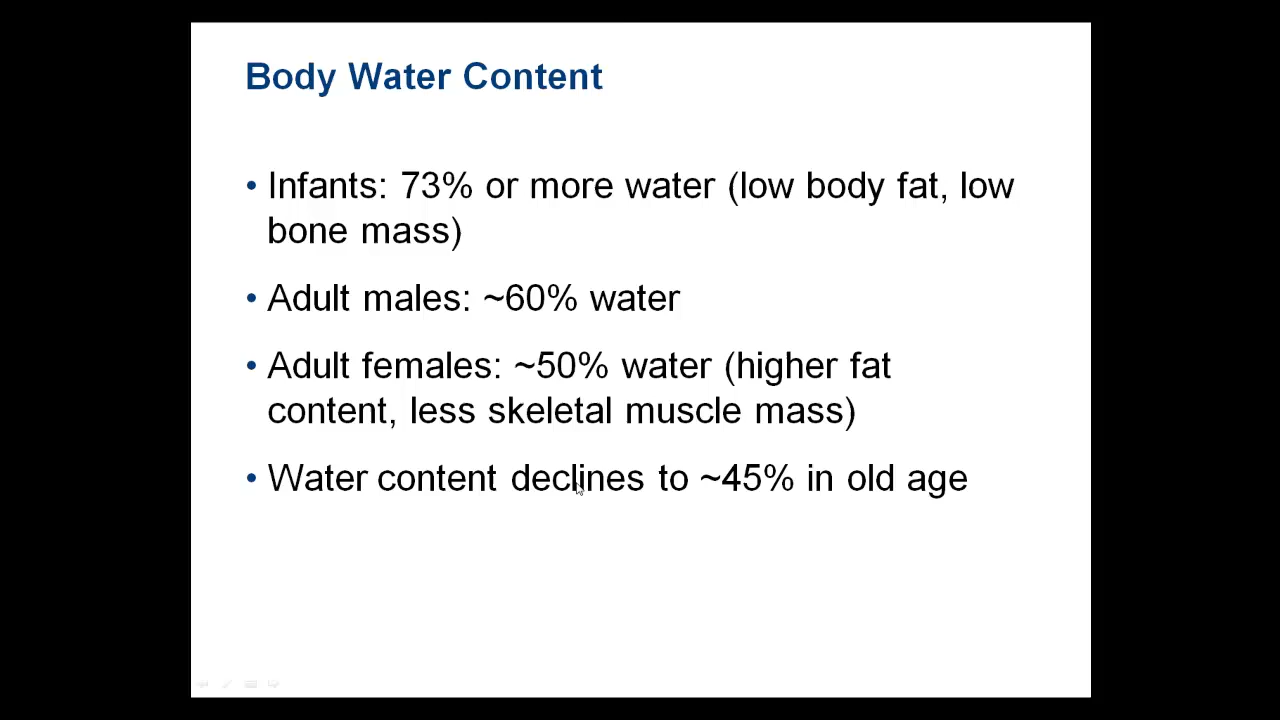 Body Water Content
• Infants: 73% or more water (low body fat, low
bone mass)
• Adult males: ~60% water
• Adult females: ~50% water (higher fat
content, less skeletal muscle mass)
• Water content declines to ~45% in old age